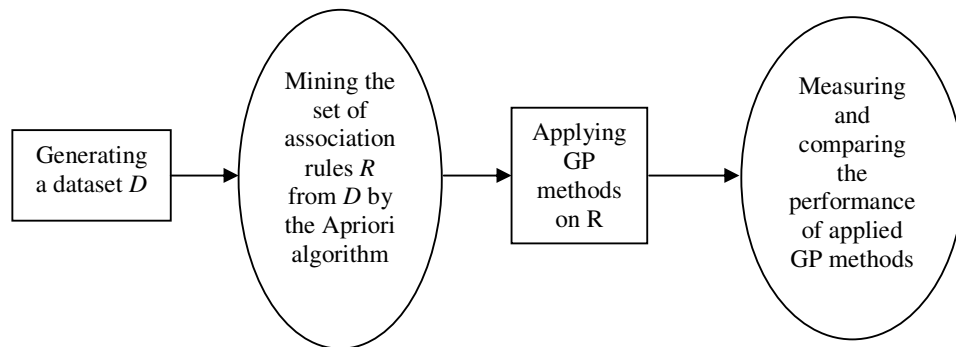 Generating
a dataset D
Mining the
set of
association
rules R
from D by
the Apriori
algorithm
Applying
GP
methods
on R
Measuring
and
comparing
the
performance
of applied
GP methods